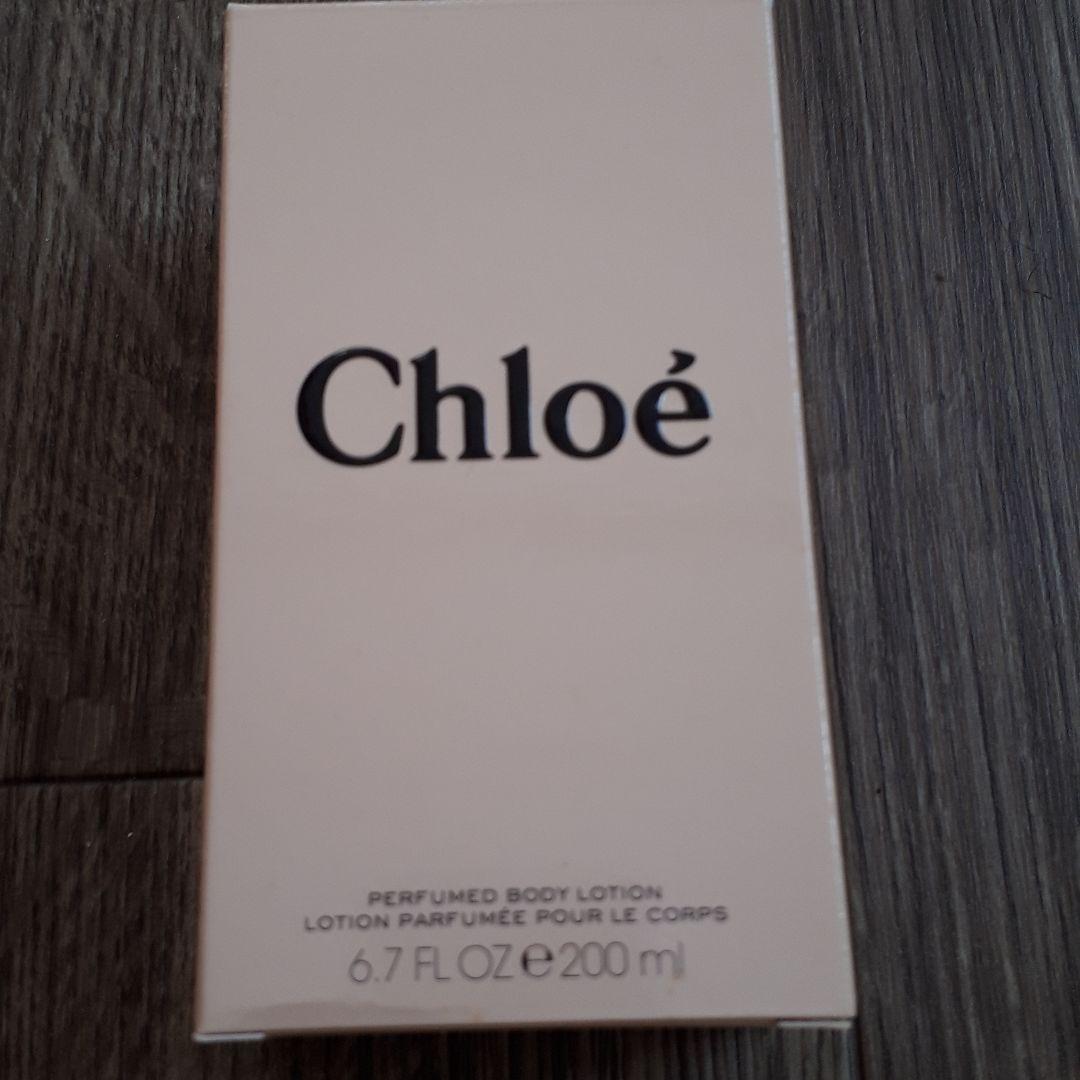 Chloé
PERFUMED BODY LOTION
LOTION PARFUMÉE POUR LE CORPS
6.7 FL OZ e 200 ml